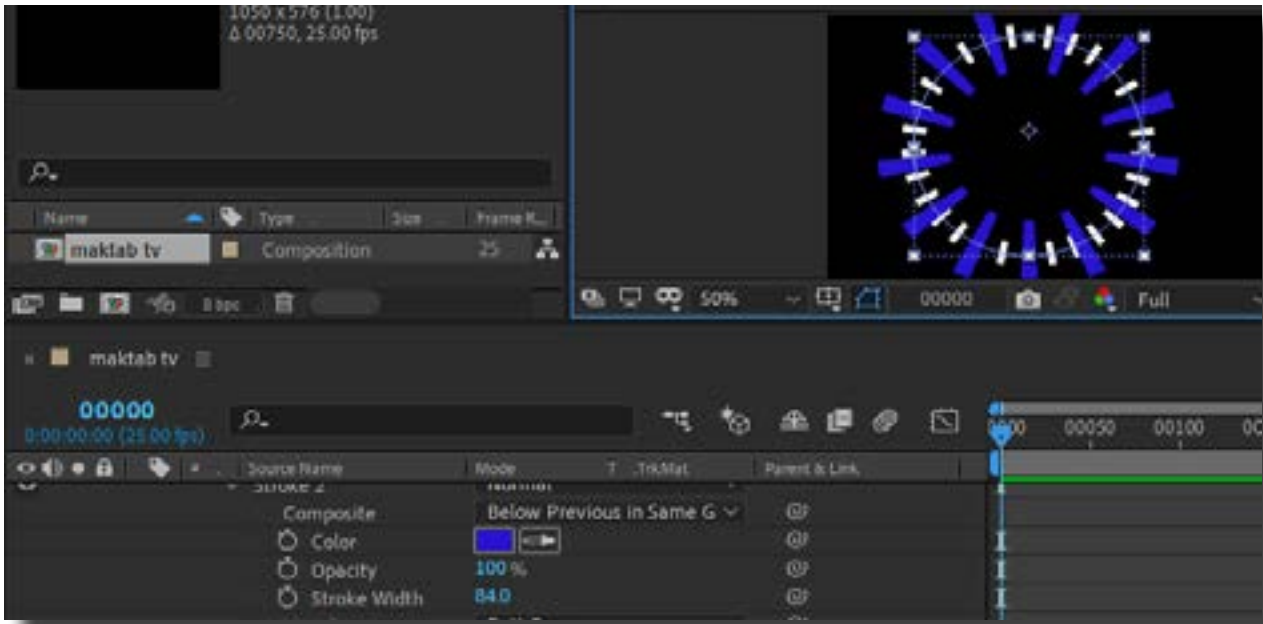 1050 x 576 (1.00)
Δ 00750, 25.00 fps
Name Type Size Frame R...
maktab tv Composition 25
8 bpc
50% 00000 Full
maktab tv
00000
0:00:00:00 (25.00 fps)
00050 00100
# Source Name Mode T .TrkMat Parent & Link
Stroke 2 Normal
Composite Below Previous in Same G
Color
Opacity 100 %
Stroke Width 84.0